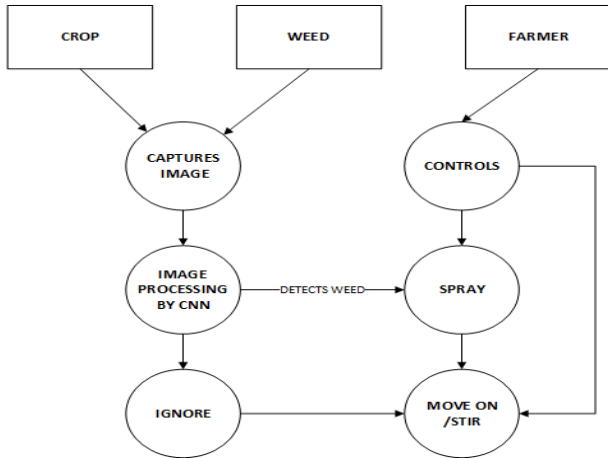 CROP
WEED
FARMER
CAPTURES
IMAGE
CONTROLS
IMAGE
PROCESSING
BY CNN
DETECTS WEED
SPRAY
IGNORE
MOVE ON
/STIR